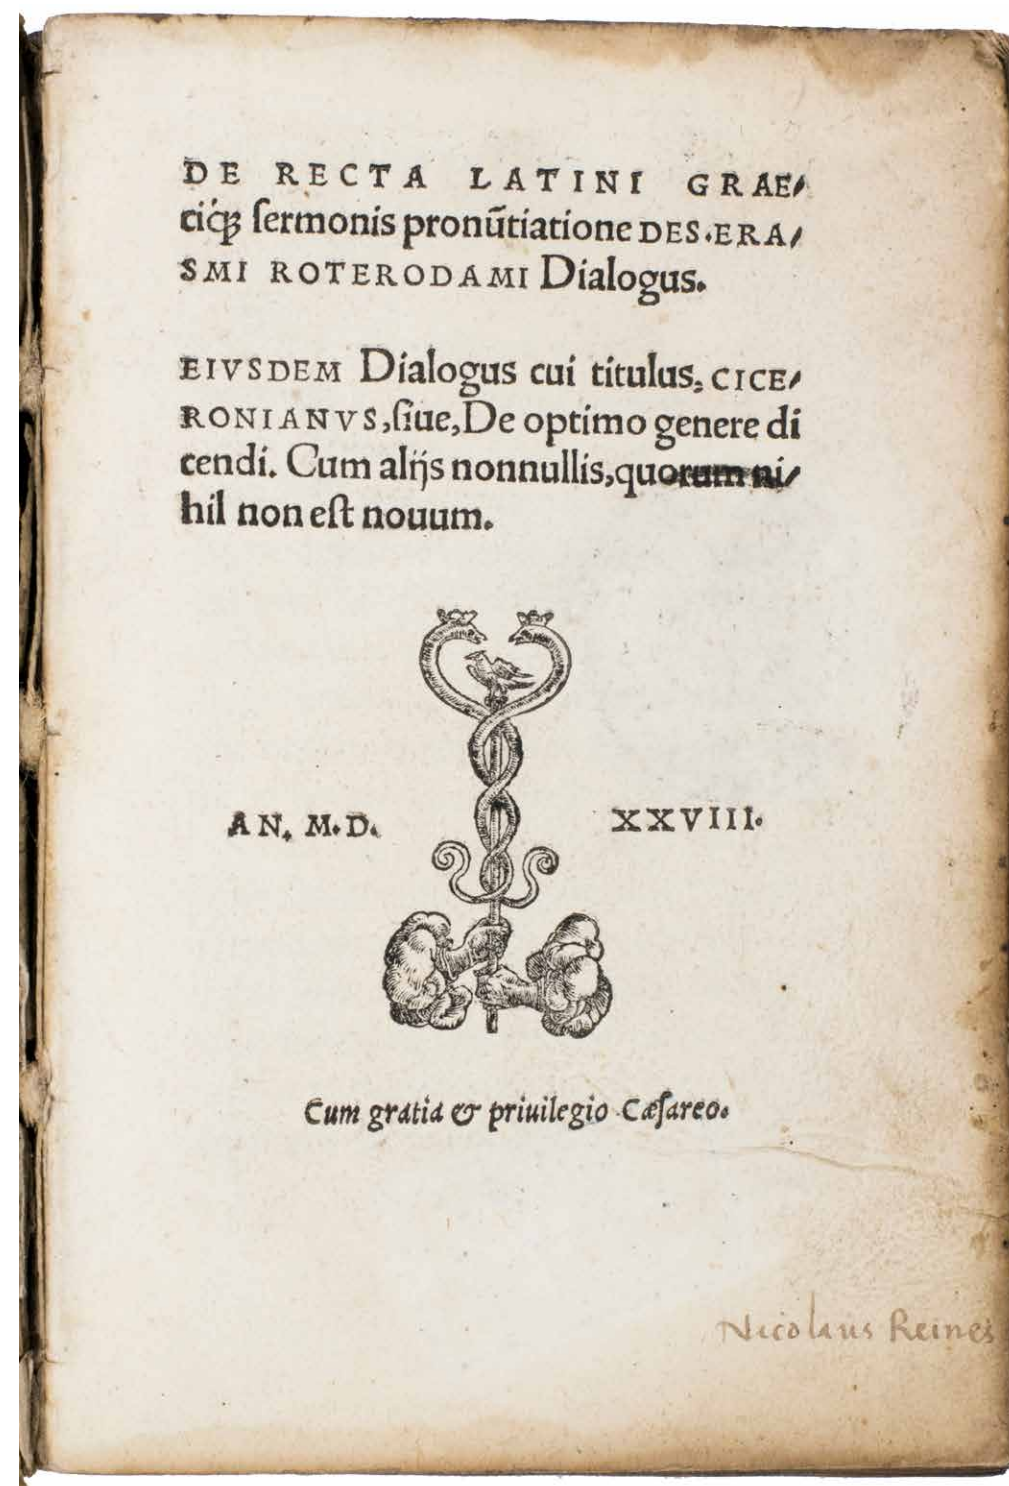 DE RECTA LATINI GRAE/
ciq́ꝫ ſermonis pronũtiatione DES.ERA/
SMI ROTERODAMI Dialogus.
EIVSDEM Dialogus cui titulus, CICE/
RONIANVS, ſiue, De optimo genere di
cendi. Cum alijs nonnullis, quorum ni/
hil non eſt nouum.
AN. M.D. XXVIII.
Cum gratia & priuilegio Cæſareo.
Nicolaus Reines